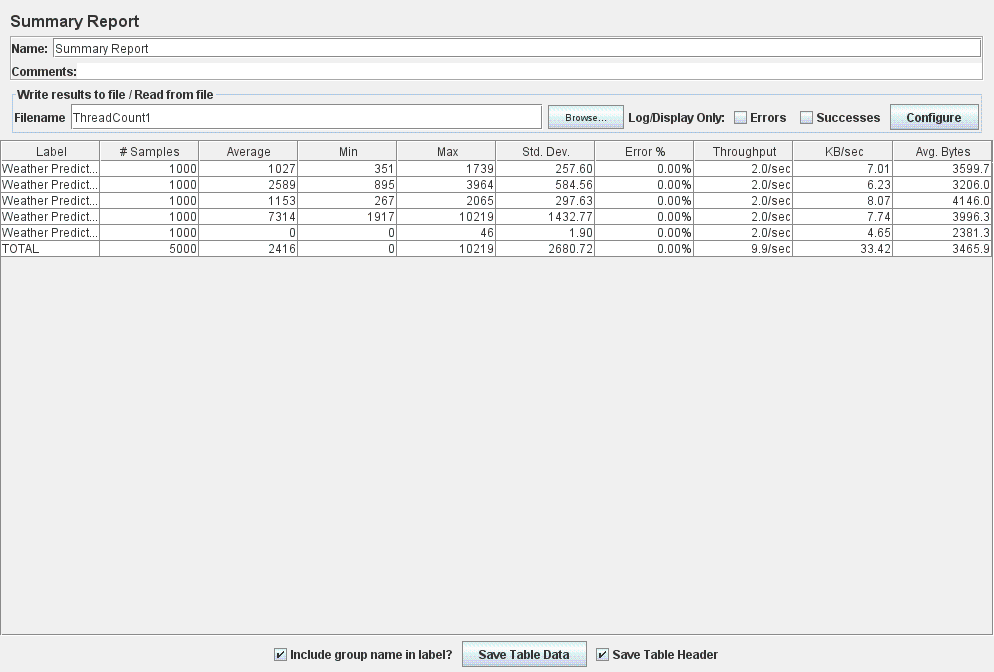 Summary Report
Name: Summary Report
Comments:
Write results to file / Read from file
Filename ThreadCount1 Browse... Log/Display Only: Errors Successes Configure
Label # Samples Average Min Max Std. Dev. Error % Throughput KB/sec Avg. Bytes
Weather Predict... 1000 1027 351 1739 257.60 0.00% 2.0/sec 7.01 3599.7
Weather Predict... 1000 2589 895 3964 584.56 0.00% 2.0/sec 6.23 3206.0
Weather Predict... 1000 1153 267 2065 297.63 0.00% 2.0/sec 8.07 4146.0
Weather Predict... 1000 7314 1917 10219 1432.77 0.00% 2.0/sec 7.74 3996.3
Weather Predict... 1000 0 0 46 1.90 0.00% 2.0/sec 4.65 2381.3
TOTAL 5000 2416 0 10219 2680.72 0.00% 9.9/sec 33.42 3465.9
Include group name in label? Save Table Data Save Table Header